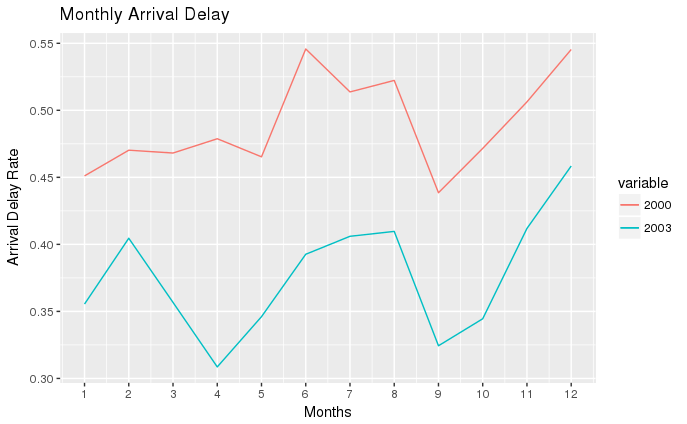 Monthly Arrival Delay
0.55
0.50
0.45
0.40
0.35
0.30
Arrival Delay Rate
1 2 3 4 5 6 7 8 9 10 11 12
Months
variable
2000
2003